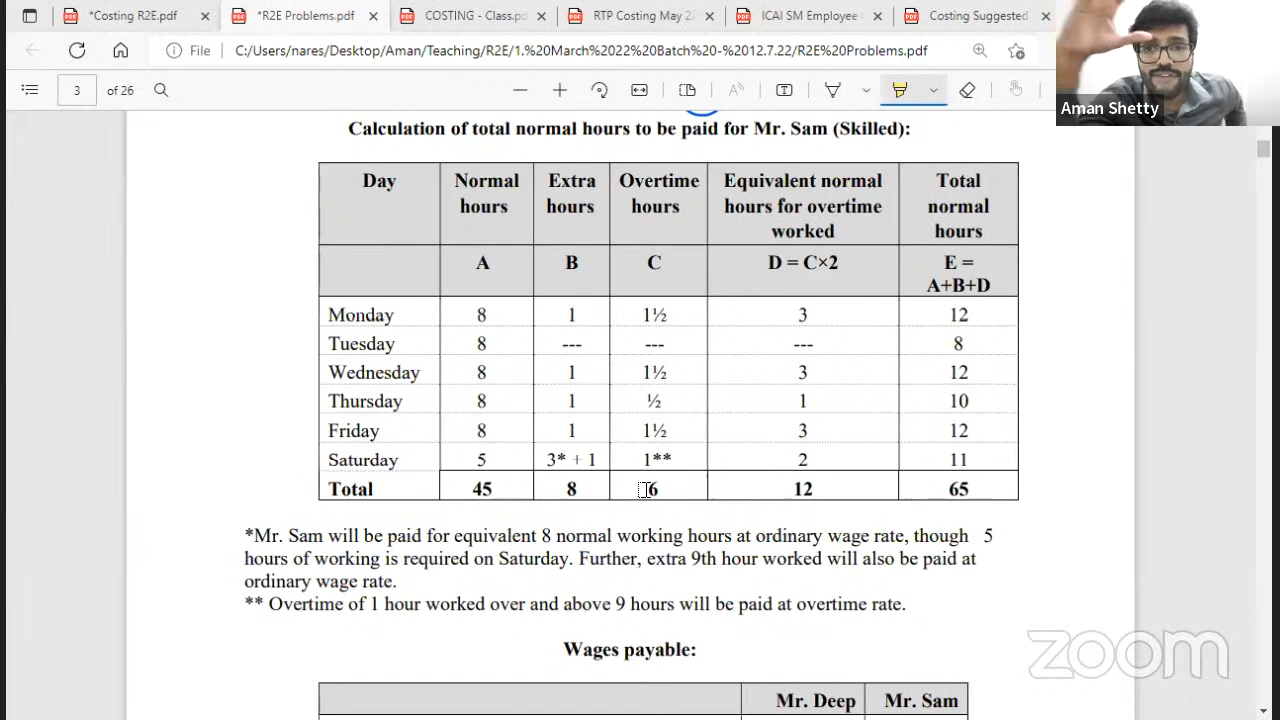 *Costing R2E.pdf
*R2E Problems.pdf
COSTING - Class.pd
RTP Costing May 22
ICAI SM Employee
Costing Suggested
File
C:/Users/nares/Desktop/Aman/Teaching/R2E/1.%20March%2022%20Batch%20-%2012.7.22/R2E%20Problems.pdf
3 of 26
Aman Shetty
Calculation of total normal hours to be paid for Mr. Sam (Skilled):
Day Normal hours Extra hours Overtime hours Equivalent normal hours for overtime worked Total normal hours
A B C D = C×2 E = A+B+D
Monday 8 1 1½ 3 12
Tuesday 8 --- --- --- 8
Wednesday 8 1 1½ 3 12
Thursday 8 1 ½ 1 10
Friday 8 1 1½ 3 12
Saturday 5 3* + 1 1** 2 11
Total 45 8 6 12 65
*Mr. Sam will be paid for equivalent 8 normal working hours at ordinary wage rate, though 5
hours of working is required on Saturday. Further, extra 9th hour worked will also be paid at
ordinary wage rate.
** Overtime of 1 hour worked over and above 9 hours will be paid at overtime rate.
Wages payable:
Mr. Deep Mr. Sam
zoom